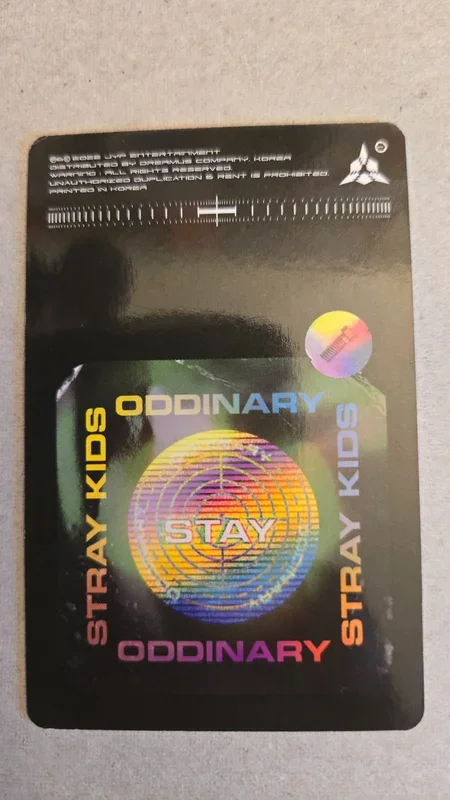 ℗&© 2022 JYP ENTERTAINMENT
DISTRIBUTED BY DREAMUS COMPANY, KOREA
WARNING : ALL RIGHTS RESERVED.
UNAUTHORIZED DUPLICATION & RENT IS PROHIBITED.
PRINTED IN KOREA
ODDINARY
STRAY KIDS
STAY
STRAY KIDS
ODDINARY